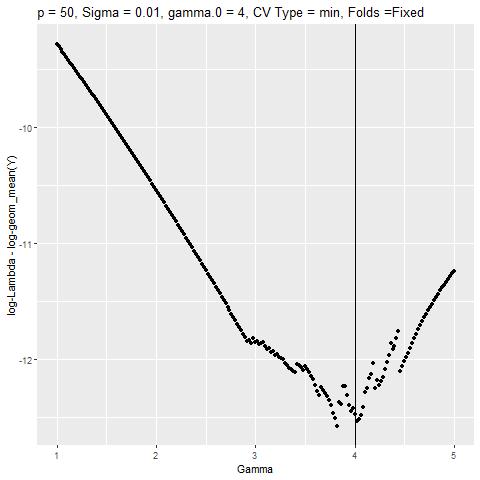 p = 50, Sigma = 0.01, gamma.0 = 4, CV Type = min, Folds =Fixed
log-Lambda - log-geom_mean(Y)
-10
-11
-12
1 2 3 4 5
Gamma